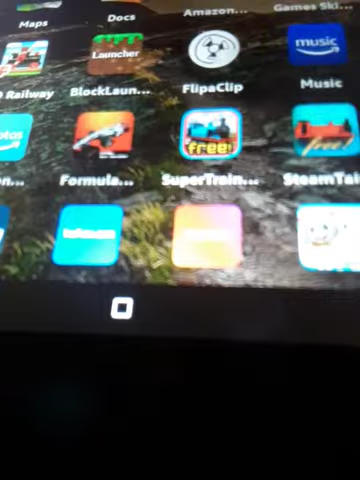 Maps
Docs
Amazon...
Games Ski...
Launcher
music
Railway
BlockLaun...
FlipaClip
Music
free!
free!
Formula...
SuperTrain...
SteamTai